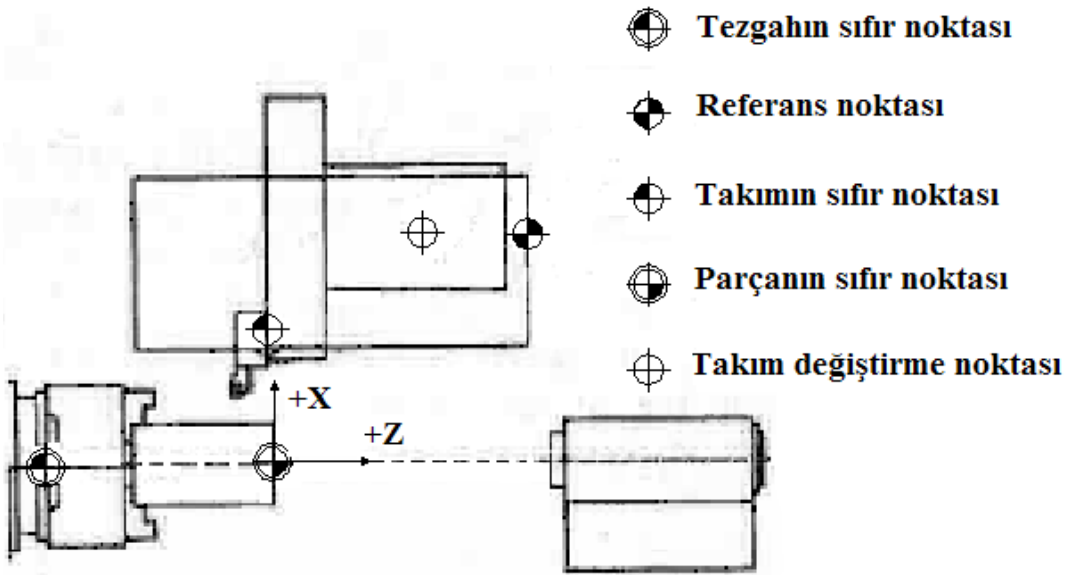 Tezgahın sıfır noktası
Referans noktası
Takımın sıfır noktası
Parçanın sıfır noktası
Takım değiştirme noktası
+X
+Z